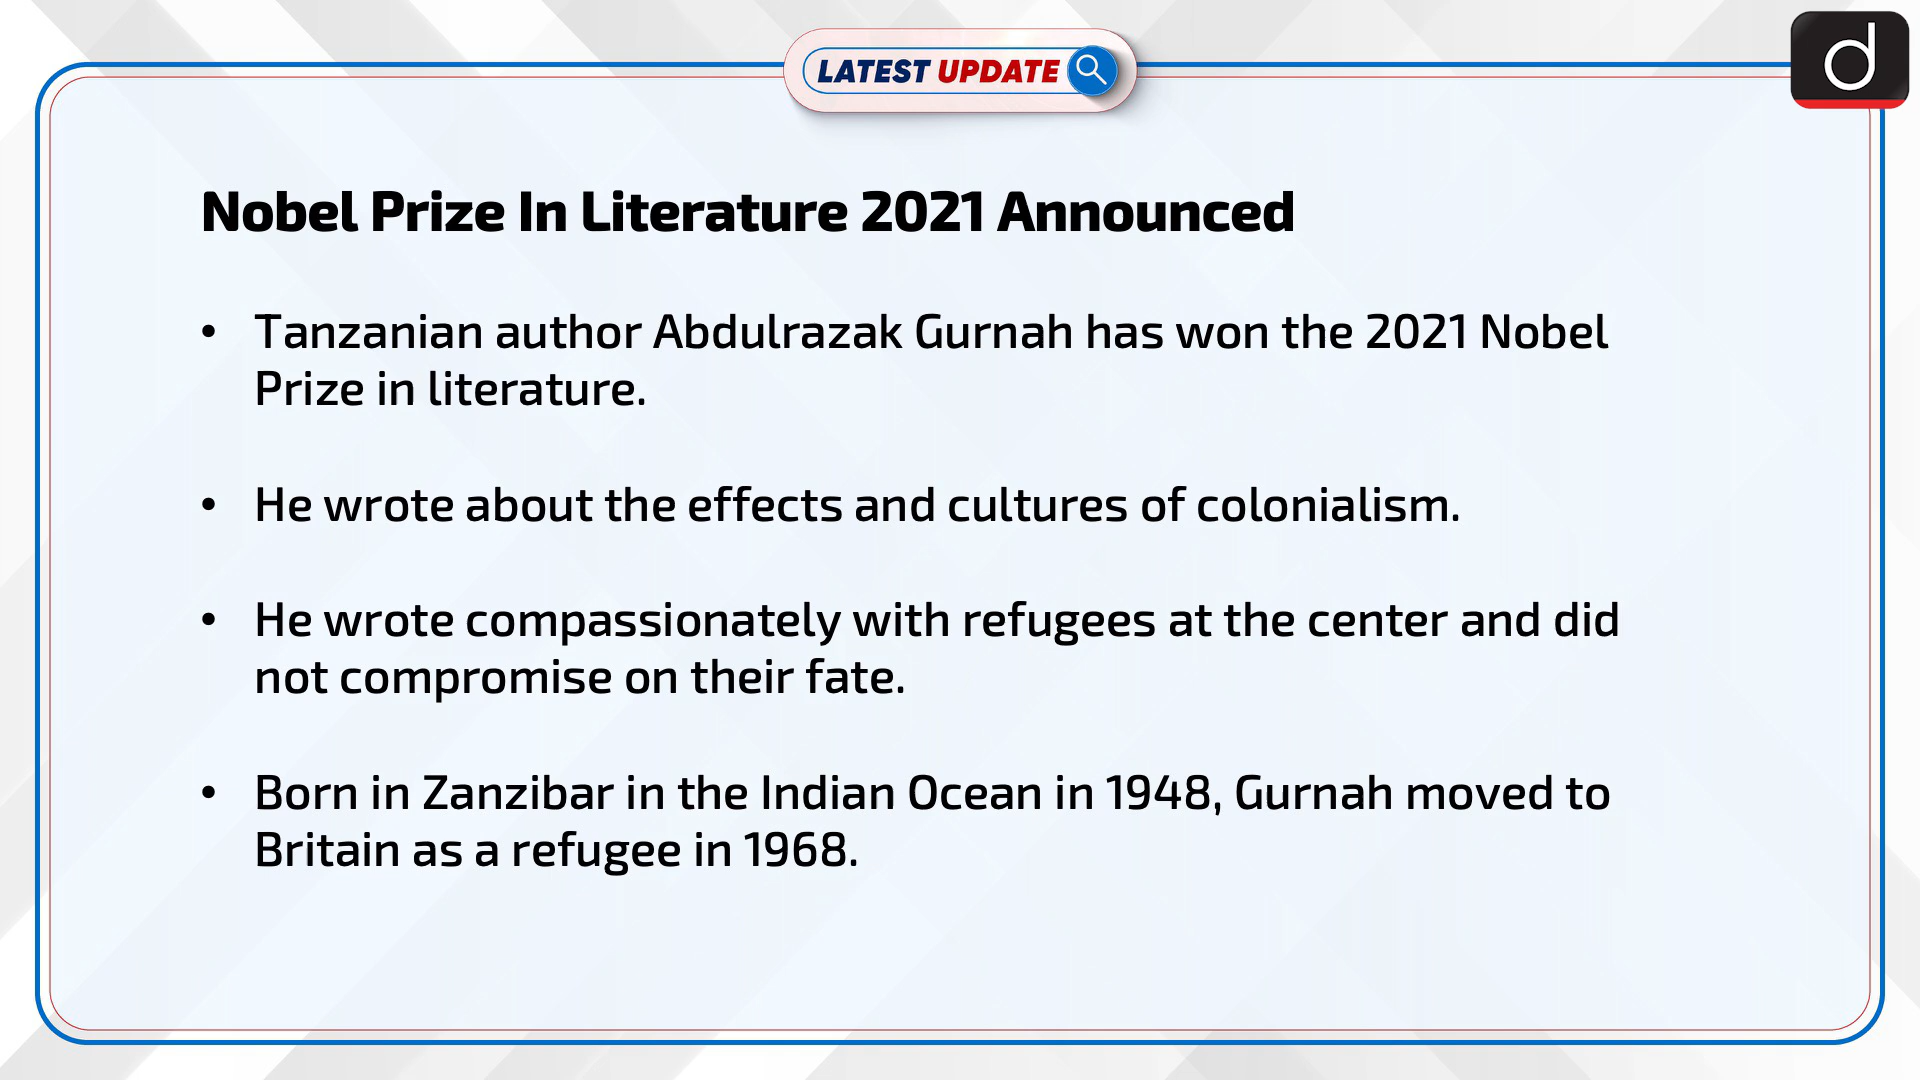 LATEST UPDATE
d
Nobel Prize In Literature 2021 Announced
• Tanzanian author Abdulrazak Gurnah has won the 2021 Nobel
Prize in literature.
• He wrote about the effects and cultures of colonialism.
• He wrote compassionately with refugees at the center and did
not compromise on their fate.
• Born in Zanzibar in the Indian Ocean in 1948, Gurnah moved to
Britain as a refugee in 1968.